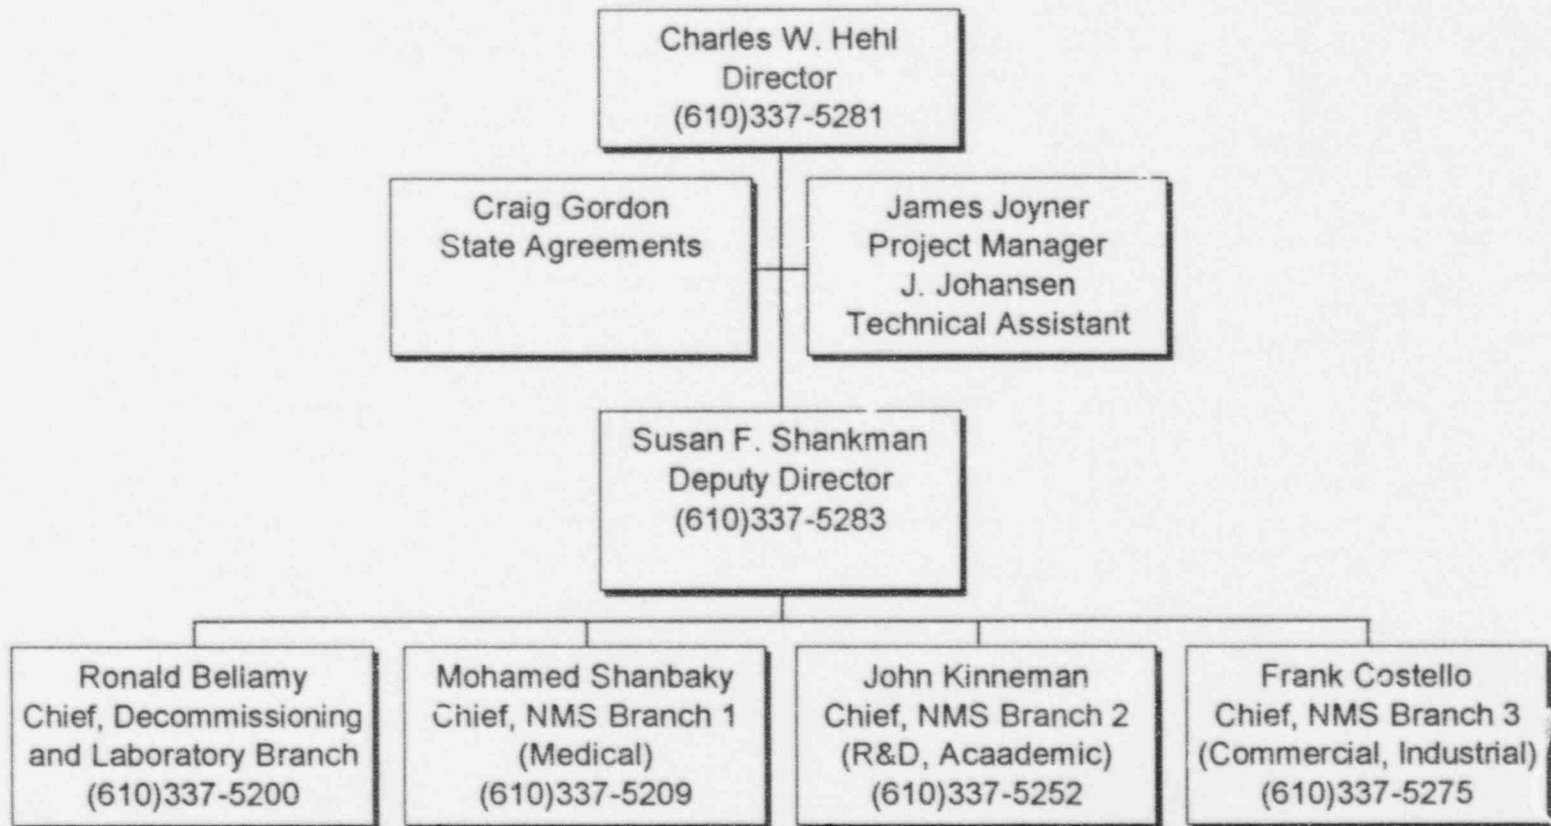 Charles W. Hehl
Director
(610)337-5281
Craig Gordon
State Agreements
James Joyner
Project Manager
J. Johansen
Technical Assistant
Susan F. Shankman
Deputy Director
(610)337-5283
Ronald Bellamy
Chief, Decommissioning
and Laboratory Branch
(610)337-5200
Mohamed Shanbaky
Chief, NMS Branch 1
(Medical)
(610)337-5209
John Kinneman
Chief, NMS Branch 2
(R&D, Acaademic)
(610)337-5252
Frank Costello
Chief, NMS Branch 3
(Commercial, Industrial)
(610)337-5275